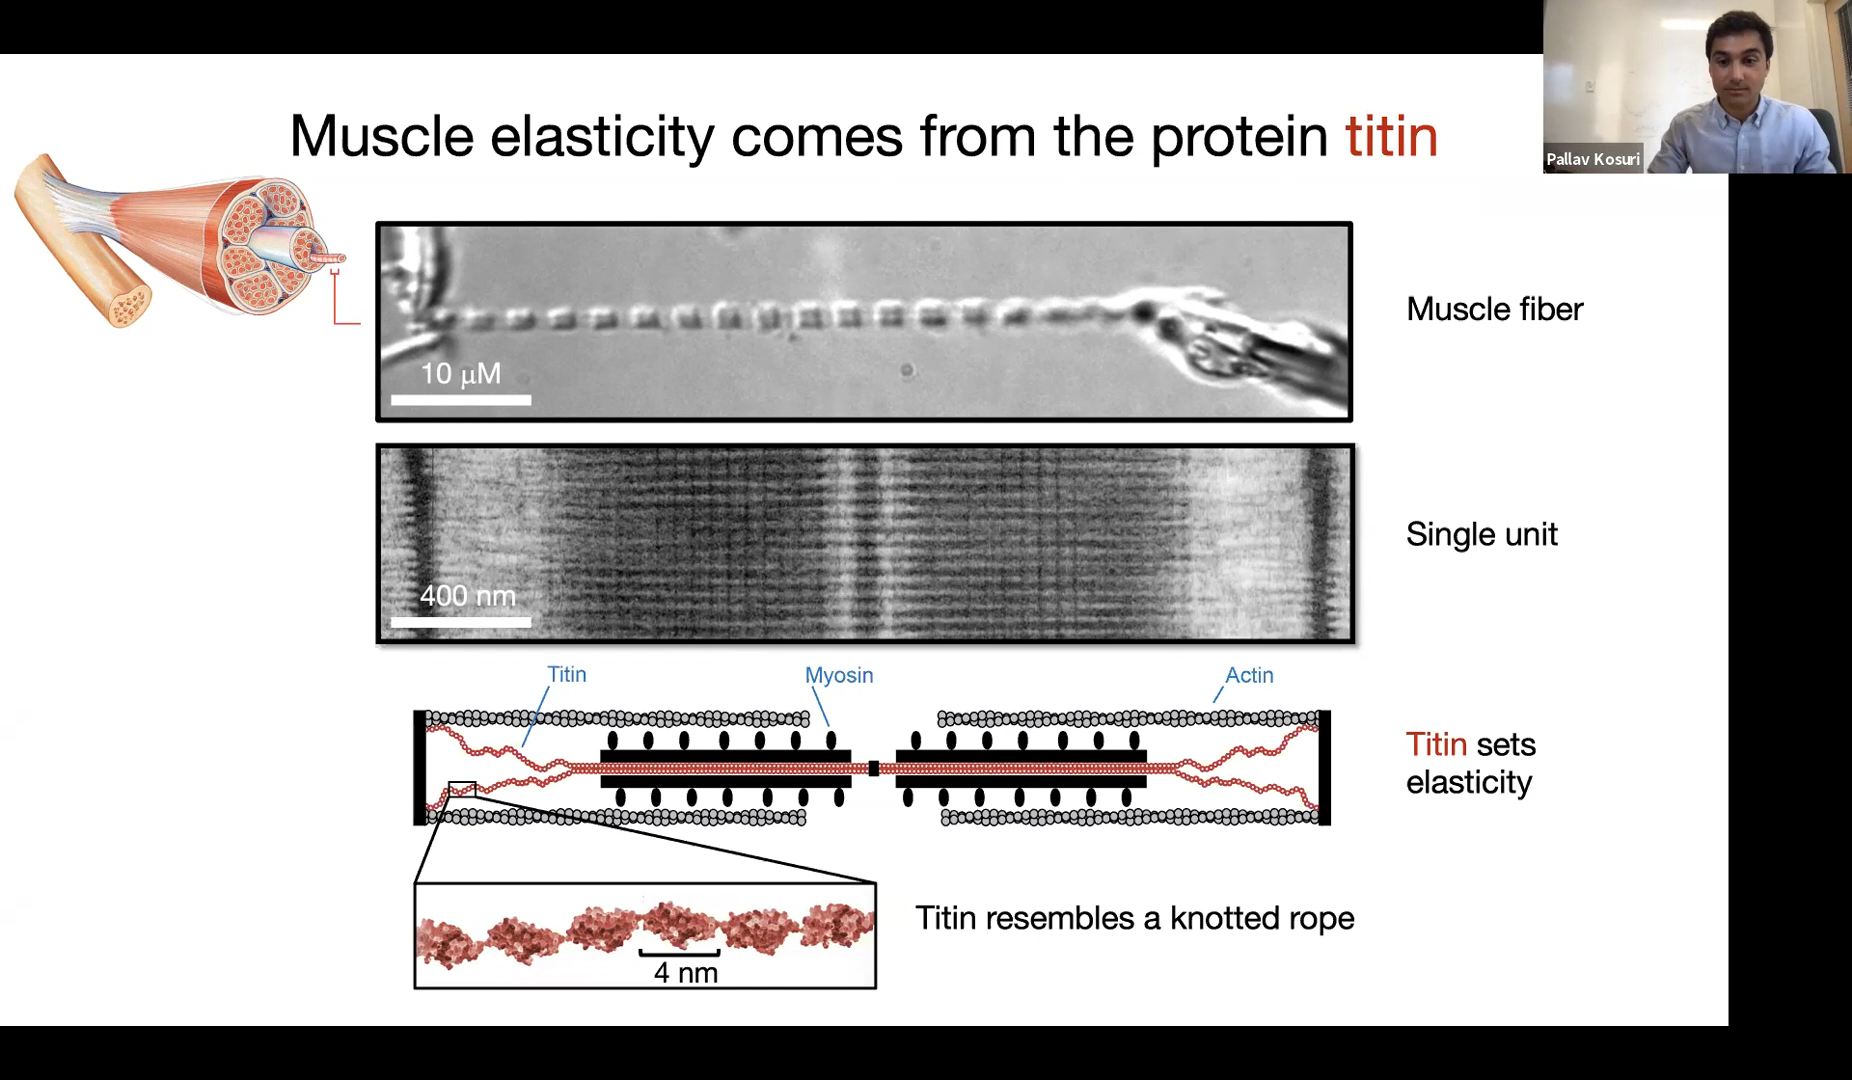 Muscle elasticity comes from the protein titin
Pallav Kosuri
10 μM
Muscle fiber
400 nm
Single unit
Titin
Myosin
Actin
Titin sets
elasticity
4 nm
Titin resembles a knotted rope